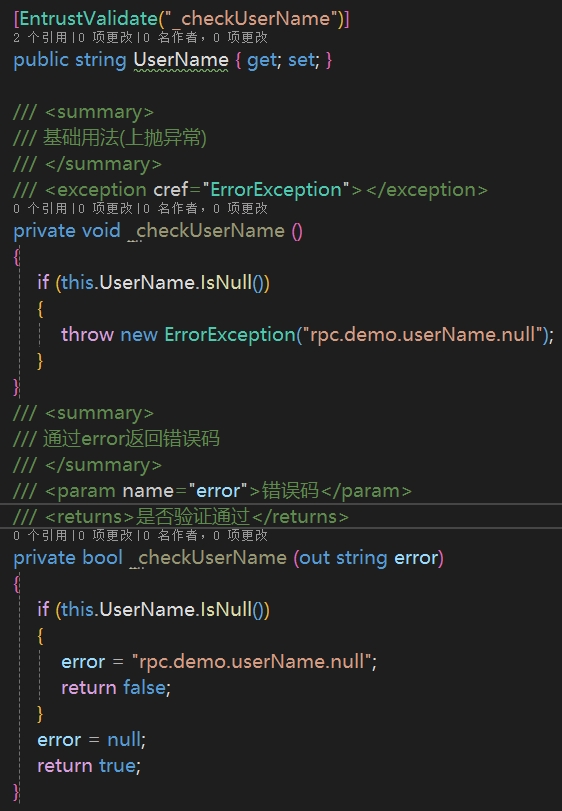 [EntrustValidate("_checkUserName")]
2 个引用|0 项更改|0 名作者，0 项更改
public string UserName { get; set; }
/// <summary>
/// 基础用法(上抛异常)
/// </summary>
/// <exception cref="ErrorException"></exception>
0 个引用|0 项更改|0 名作者，0 项更改
private void _checkUserName ()
{
if (this.UserName.IsNull())
{
throw new ErrorException("rpc.demo.userName.null");
}
}
/// <summary>
/// 通过error返回错误码
/// </summary>
/// <param name="error">错误码</param>
/// <returns>是否验证通过</returns>
0 个引用|0 项更改|0 名作者，0 项更改
private bool _checkUserName (out string error)
{
if (this.UserName.IsNull())
{
error = "rpc.demo.userName.null";
return false;
}
error = null;
return true;
}